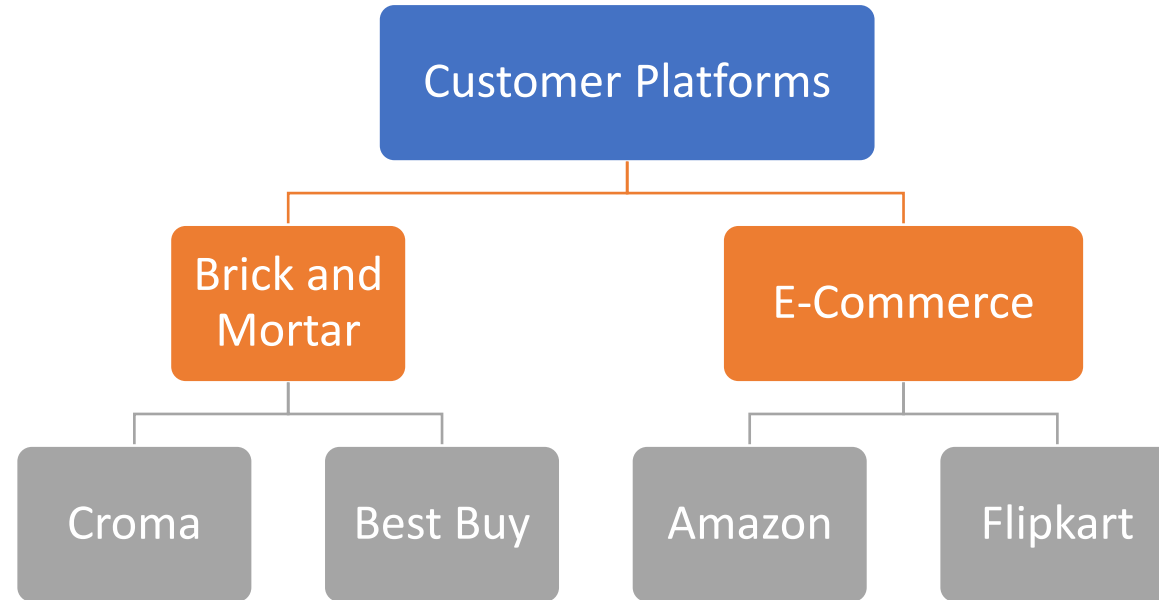 Customer Platforms
Brick and
Mortar
E-Commerce
Croma
Best Buy
Amazon
Flipkart